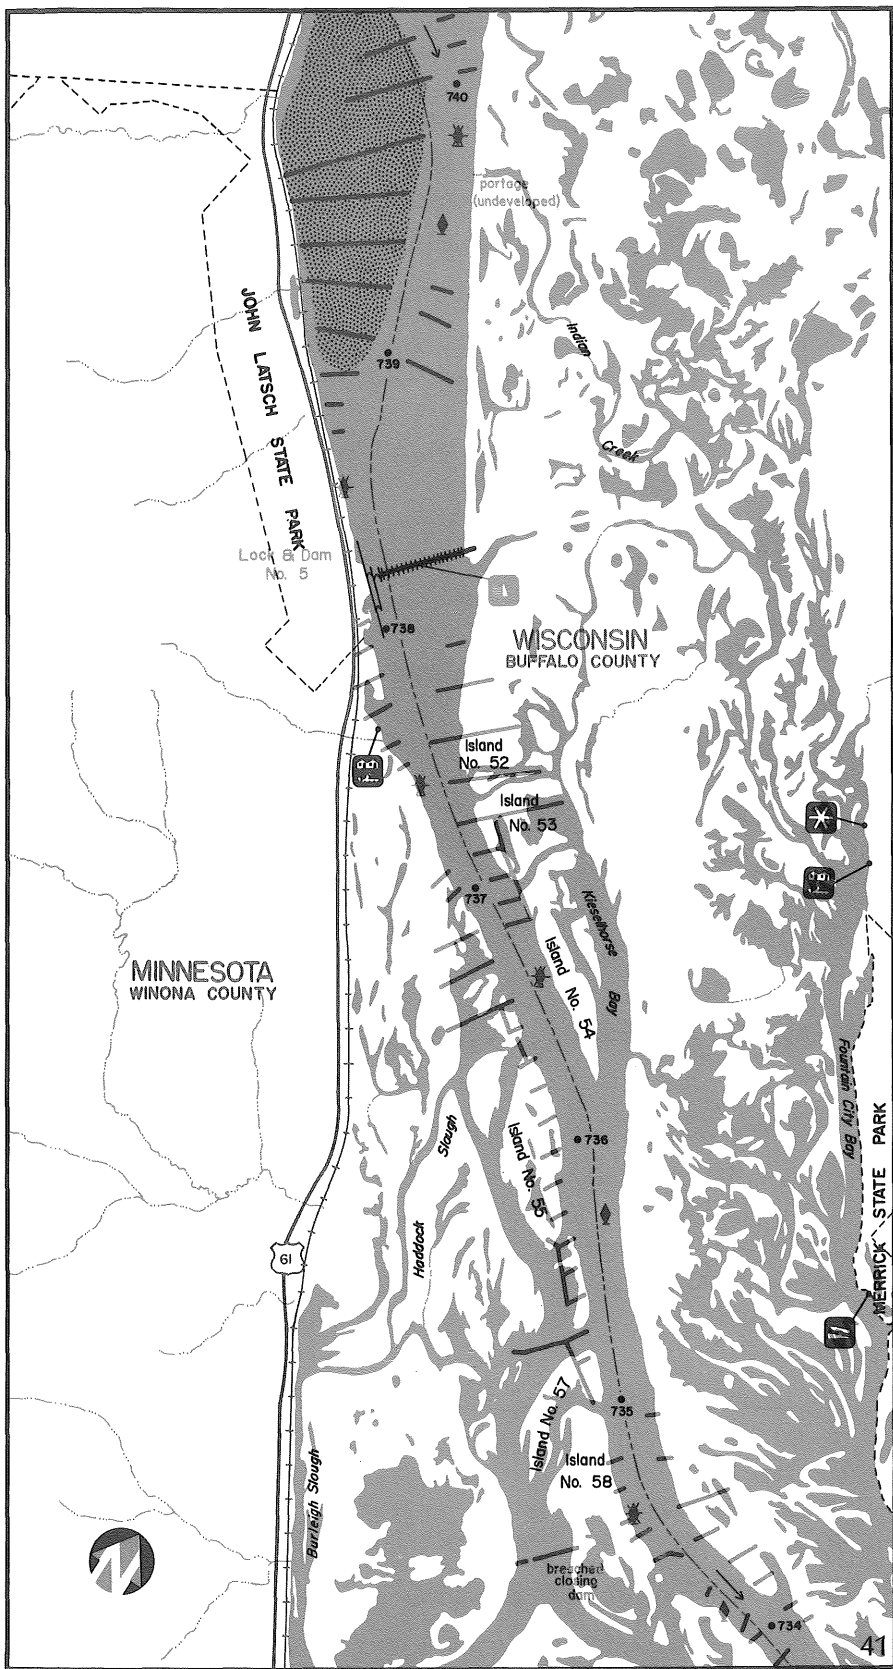 740
portage
(undeveloped)
Indian
Creek
739
JOHN LATSCH STATE PARK
Lock & Dam
No. 5
738
WISCONSIN
BUFFALO COUNTY
Island
No. 52
Island
No. 53
737
Kieselhorse Bay
Island No. 54
MINNESOTA
WINONA COUNTY
Fountain City Bay
MERRICK STATE PARK
736
Haddock Slough
Island No. 55
61
735
Island No. 57
Island
No. 58
Burleigh Slough
breached
closing
dam
N
734
41